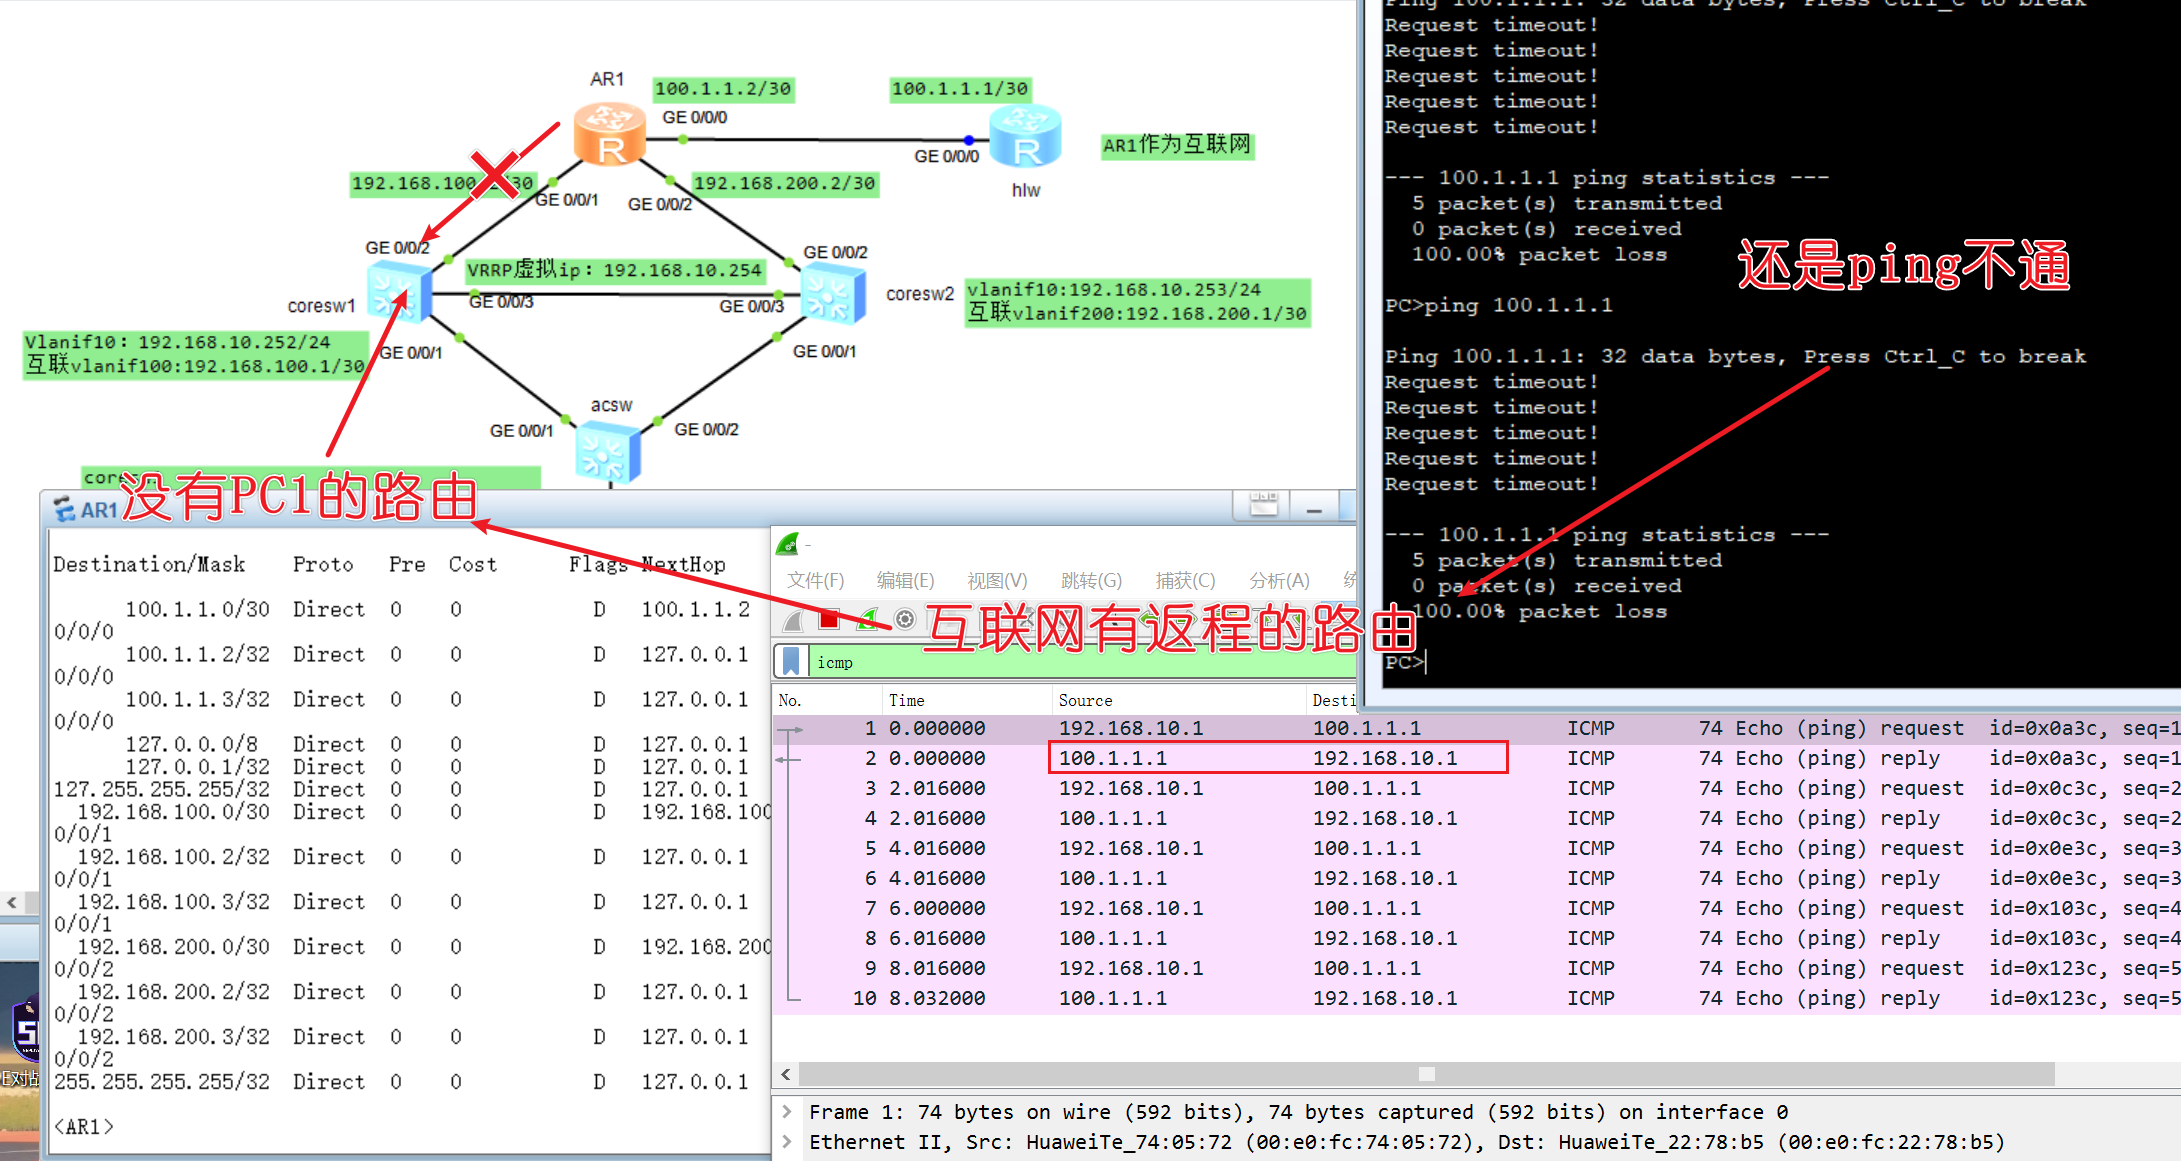 AR1
100.1.1.2/30
100.1.1.1/30
GE 0/0/0
GE 0/0/0
AR1作为互联网
hlw
192.168.100.2/30
192.168.200.2/30
GE 0/0/1
GE 0/0/2
GE 0/0/2
GE 0/0/2
VRRP虚拟ip: 192.168.10.254
coresw1
GE 0/0/3
GE 0/0/3
coresw2
vlanif10:192.168.10.253/24
互联vlanif200:192.168.200.1/30
Vlanif10: 192.168.10.252/24
互联vlanif100:192.168.100.1/30
GE 0/0/1
GE 0/0/1
acsw
GE 0/0/1
GE 0/0/2
没有PC1的路由
AR1
Destination/Mask Proto Pre Cost Flags NextHop
100.1.1.0/30 Direct 0 0 D 100.1.1.2
0/0/0
100.1.1.2/32 Direct 0 0 D 127.0.0.1
0/0/0
100.1.1.3/32 Direct 0 0 D 127.0.0.1
0/0/0
127.0.0.0/8 Direct 0 0 D 127.0.0.1
127.0.0.1/32 Direct 0 0 D 127.0.0.1
127.255.255.255/32 Direct 0 0 D 127.0.0.1
192.168.100.0/30 Direct 0 0 D 192.168.100
0/0/1
192.168.100.2/32 Direct 0 0 D 127.0.0.1
0/0/1
192.168.100.3/32 Direct 0 0 D 127.0.0.1
0/0/1
192.168.200.0/30 Direct 0 0 D 192.168.200
0/0/2
192.168.200.2/32 Direct 0 0 D 127.0.0.1
0/0/2
192.168.200.3/32 Direct 0 0 D 127.0.0.1
0/0/2
255.255.255.255/32 Direct 0 0 D 127.0.0.1
<AR1>
Ping 100.1.1.1: 32 data bytes, Press Ctrl_C to break
Request timeout!
Request timeout!
Request timeout!
Request timeout!
Request timeout!
--- 100.1.1.1 ping statistics ---
5 packet(s) transmitted
0 packet(s) received
100.00% packet loss
还是ping不通
PC>ping 100.1.1.1
Ping 100.1.1.1: 32 data bytes, Press Ctrl_C to break
Request timeout!
Request timeout!
Request timeout!
Request timeout!
Request timeout!
--- 100.1.1.1 ping statistics ---
5 packet(s) transmitted
0 packet(s) received
100.00% packet loss
PC>
文件(F) 编辑(E) 视图(V) 跳转(G) 捕获(C) 分析(A)
互联网有返程的路由
icmp
No. Time Source Desti
1 0.000000 192.168.10.1 100.1.1.1 ICMP 74 Echo (ping) request id=0x0a3c, seq=1
2 0.000000 100.1.1.1 192.168.10.1 ICMP 74 Echo (ping) reply id=0x0a3c, seq=1
3 2.016000 192.168.10.1 100.1.1.1 ICMP 74 Echo (ping) request id=0x0c3c, seq=2
4 2.016000 100.1.1.1 192.168.10.1 ICMP 74 Echo (ping) reply id=0x0c3c, seq=2
5 4.016000 192.168.10.1 100.1.1.1 ICMP 74 Echo (ping) request id=0x0e3c, seq=3
6 4.016000 100.1.1.1 192.168.10.1 ICMP 74 Echo (ping) reply id=0x0e3c, seq=3
7 6.000000 192.168.10.1 100.1.1.1 ICMP 74 Echo (ping) request id=0x103c, seq=4
8 6.016000 100.1.1.1 192.168.10.1 ICMP 74 Echo (ping) reply id=0x103c, seq=4
9 8.016000 192.168.10.1 100.1.1.1 ICMP 74 Echo (ping) request id=0x123c, seq=5
10 8.032000 100.1.1.1 192.168.10.1 ICMP 74 Echo (ping) reply id=0x123c, seq=5
Frame 1: 74 bytes on wire (592 bits), 74 bytes captured (592 bits) on interface 0
Ethernet II, Src: HuaweiTe_74:05:72 (00:e0:fc:74:05:72), Dst: HuaweiTe_22:78:b5 (00:e0:fc:22:78:b5)